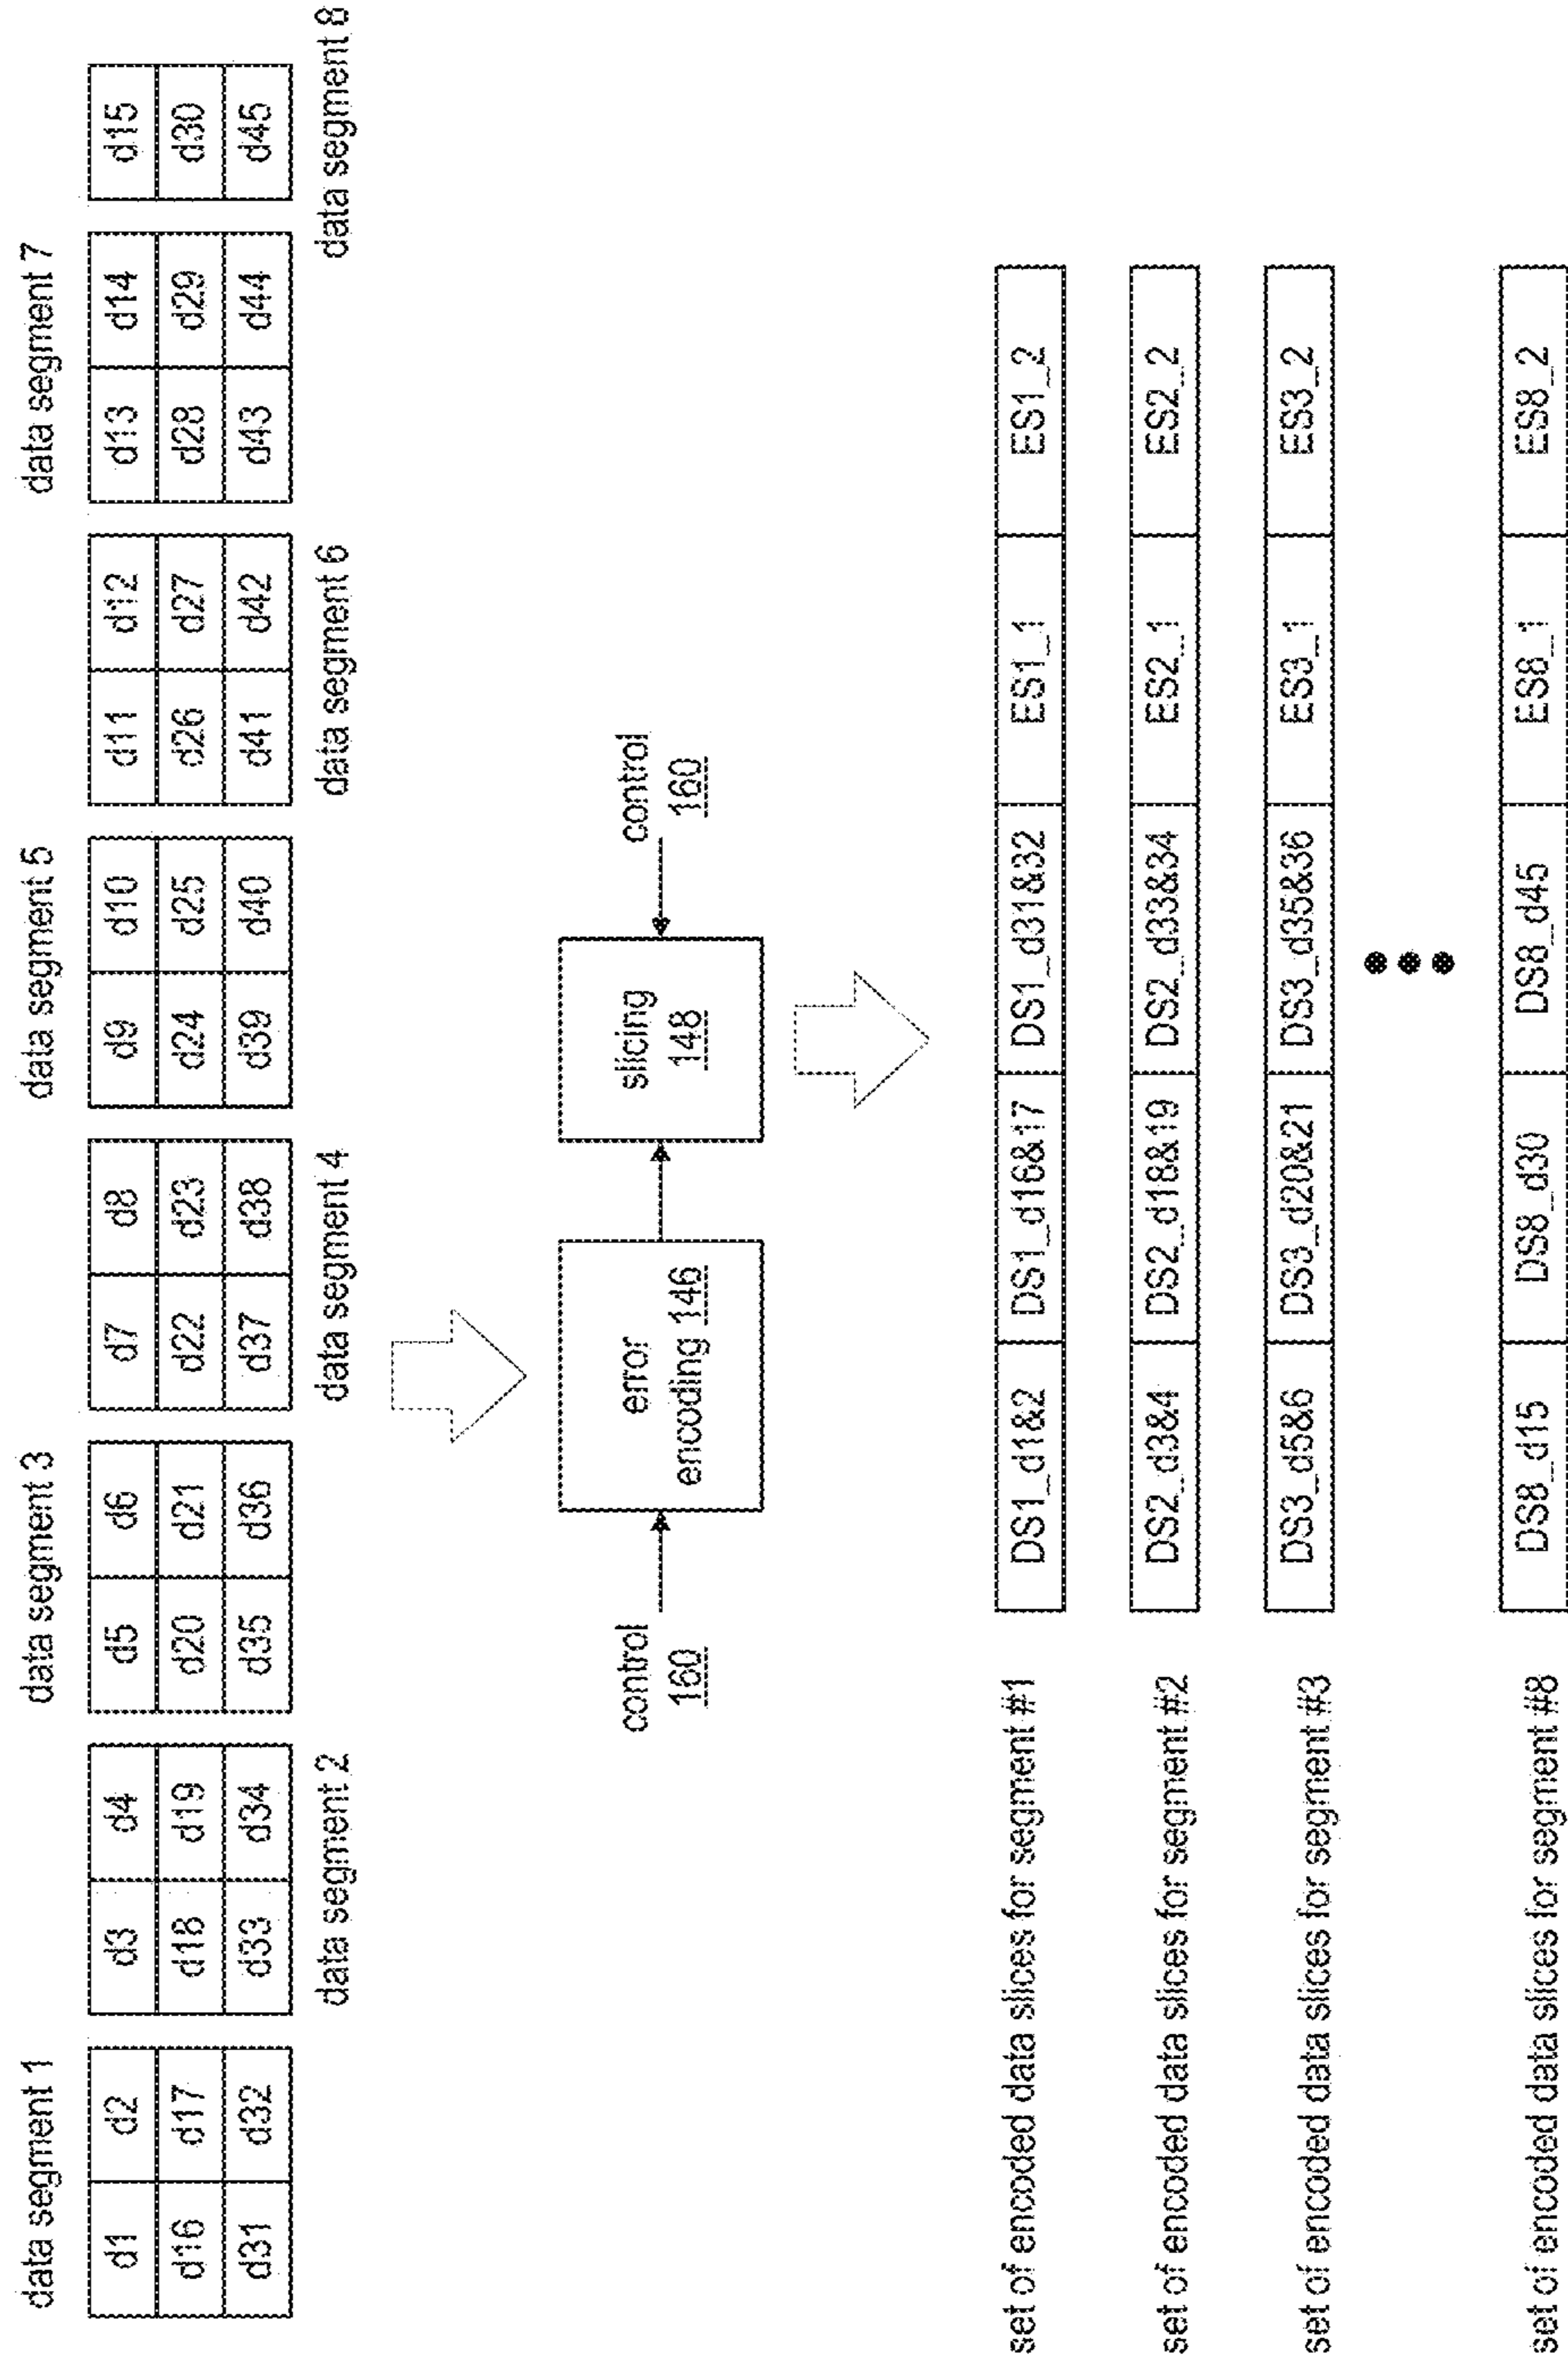 data segment 1
data segment 3
data segment 5
data segment 7
d1 d2 d3 d4 d5 d6 d7 d8 d9 d10 d11 d12 d13 d14 d15
d16 d17 d18 d19 d20 d21 d22 d23 d24 d25 d26 d27 d28 d29 d30
d31 d32 d33 d34 d35 d36 d37 d38 d39 d40 d41 d42 d43 d44 d45
data segment 2
data segment 4
data segment 6
data segment 8
control
160
error
encoding 146
slicing
148
control
160
set of encoded data slices for segment #1
DS1_d1&2 DS1_d16&17 DS1_d31&32 ES1_1 ES1_2
set of encoded data slices for segment #2
DS2_d3&4 DS2_d18&19 DS2_d33&34 ES2_1 ES2_2
set of encoded data slices for segment #3
DS3_d5&6 DS3_d20&21 DS3_d35&36 ES3_1 ES3_2
set of encoded data slices for segment #8
DS8_d15 DS8_d30 DS8_d45 ES8_1 ES8_2